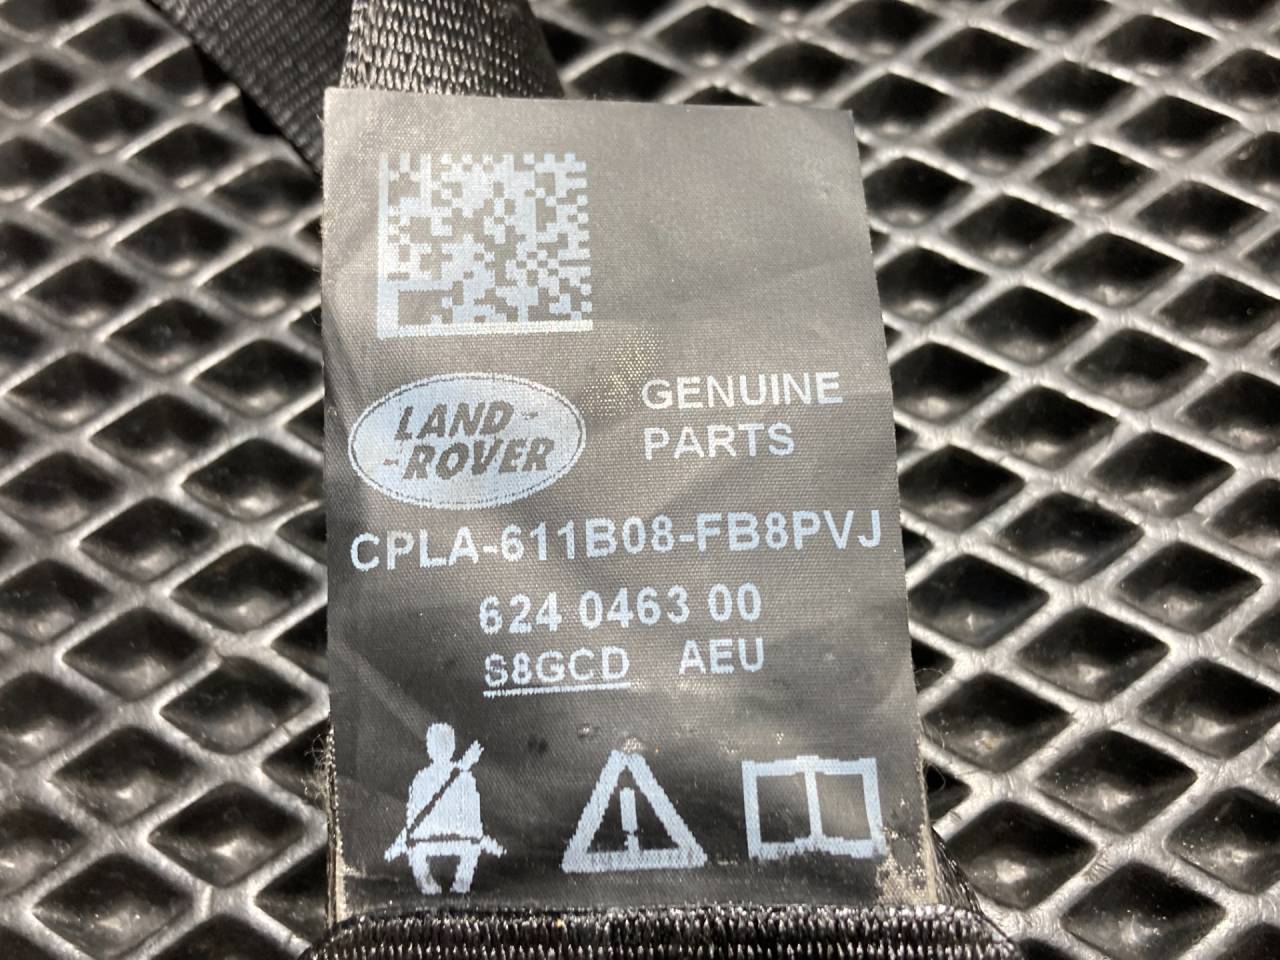 LAND-
-ROVER
GENUINE
PARTS
CPLA-611B08-FB8PVJ
624 0463 00
S8GCD AEU